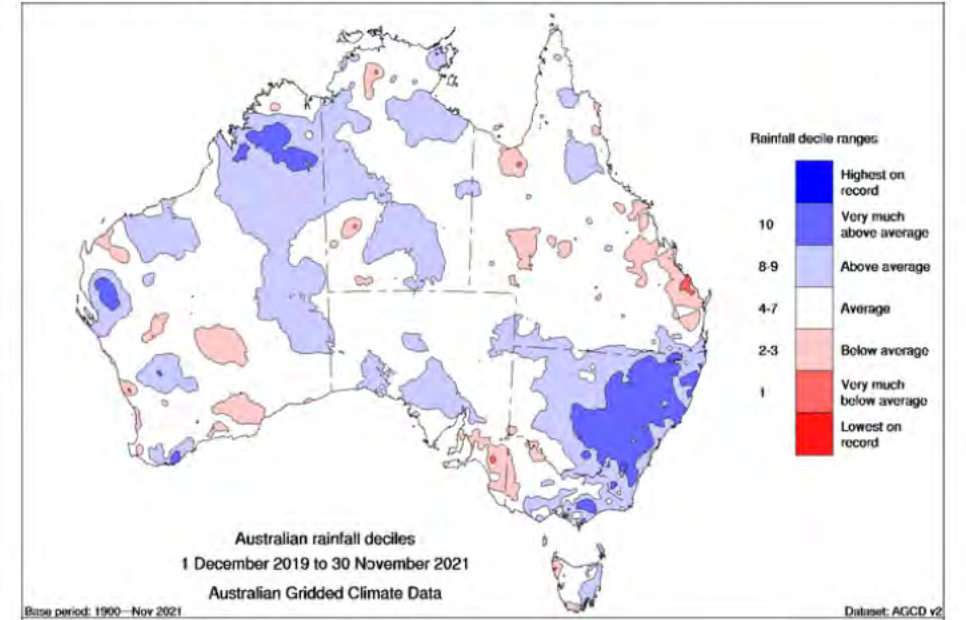 Rainfall decile ranges
Highest on
record
10
Very much
above average
8-9
Above average
4-7
Average
2-3
Below average
1
Very much
below average
Lowest on
record
Australian rainfall deciles
1 December 2019 to 30 November 2021
Australian Gridded Climate Data
Base period: 1900—Nov 2021
Dataset: AGCD v2